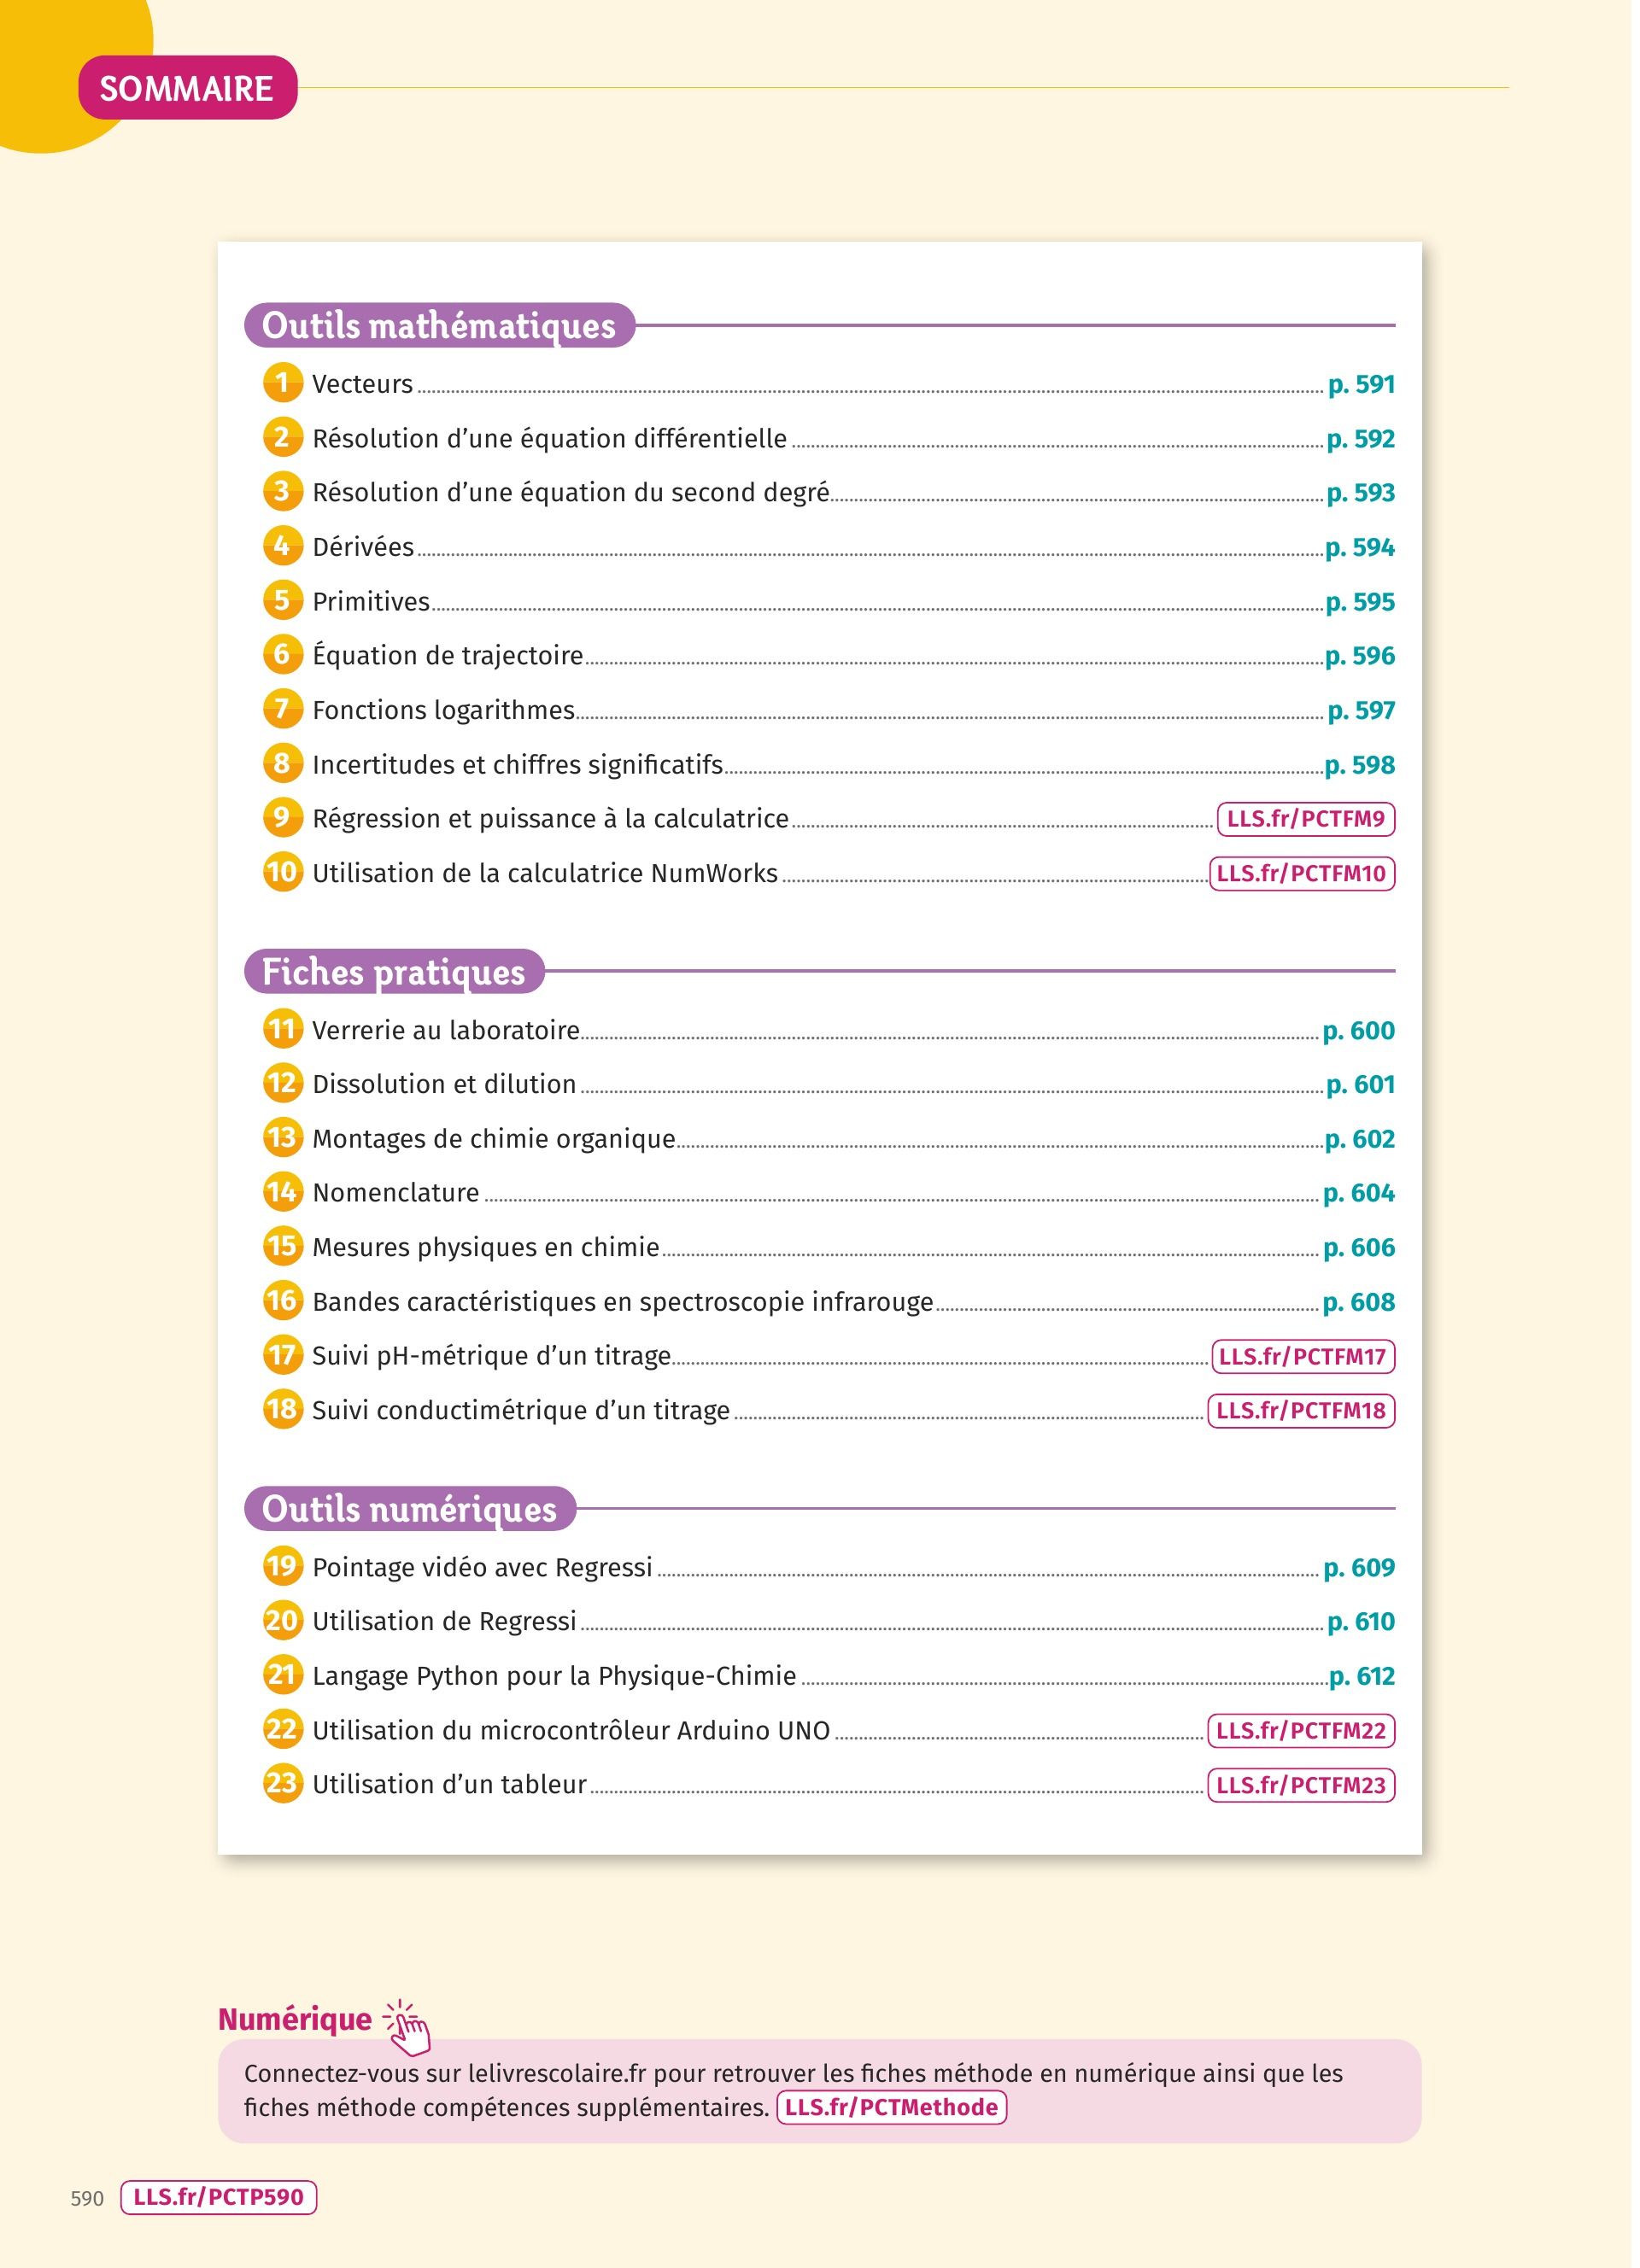 SOMMAIRE
Outils mathématiques
1 Vecteurs p. 591
2 Résolution d’une équation différentielle p. 592
3 Résolution d’une équation du second degré p. 593
4 Dérivées p. 594
5 Primitives p. 595
6 Équation de trajectoire p. 596
7 Fonctions logarithmes p. 597
8 Incertitudes et chiffres significatifs p. 598
9 Régression et puissance à la calculatrice LLS.fr/PCTFM9
10 Utilisation de la calculatrice NumWorks LLS.fr/PCTFM10
Fiches pratiques
11 Verrerie au laboratoire p. 600
12 Dissolution et dilution p. 601
13 Montages de chimie organique p. 602
14 Nomenclature p. 604
15 Mesures physiques en chimie p. 606
16 Bandes caractéristiques en spectroscopie infrarouge p. 608
17 Suivi pH-métrique d’un titrage LLS.fr/PCTFM17
18 Suivi conductimétrique d’un titrage LLS.fr/PCTFM18
Outils numériques
19 Pointage vidéo avec Regressi p. 609
20 Utilisation de Regressi p. 610
21 Langage Python pour la Physique-Chimie p. 612
22 Utilisation du microcontrôleur Arduino UNO LLS.fr/PCTFM22
23 Utilisation d’un tableur LLS.fr/PCTFM23
Numérique
Connectez-vous sur lelivrescolaire.fr pour retrouver les fiches méthode en numérique ainsi que les
fiches méthode compétences supplémentaires. LLS.fr/PCTMethode
590 LLS.fr/PCTP590